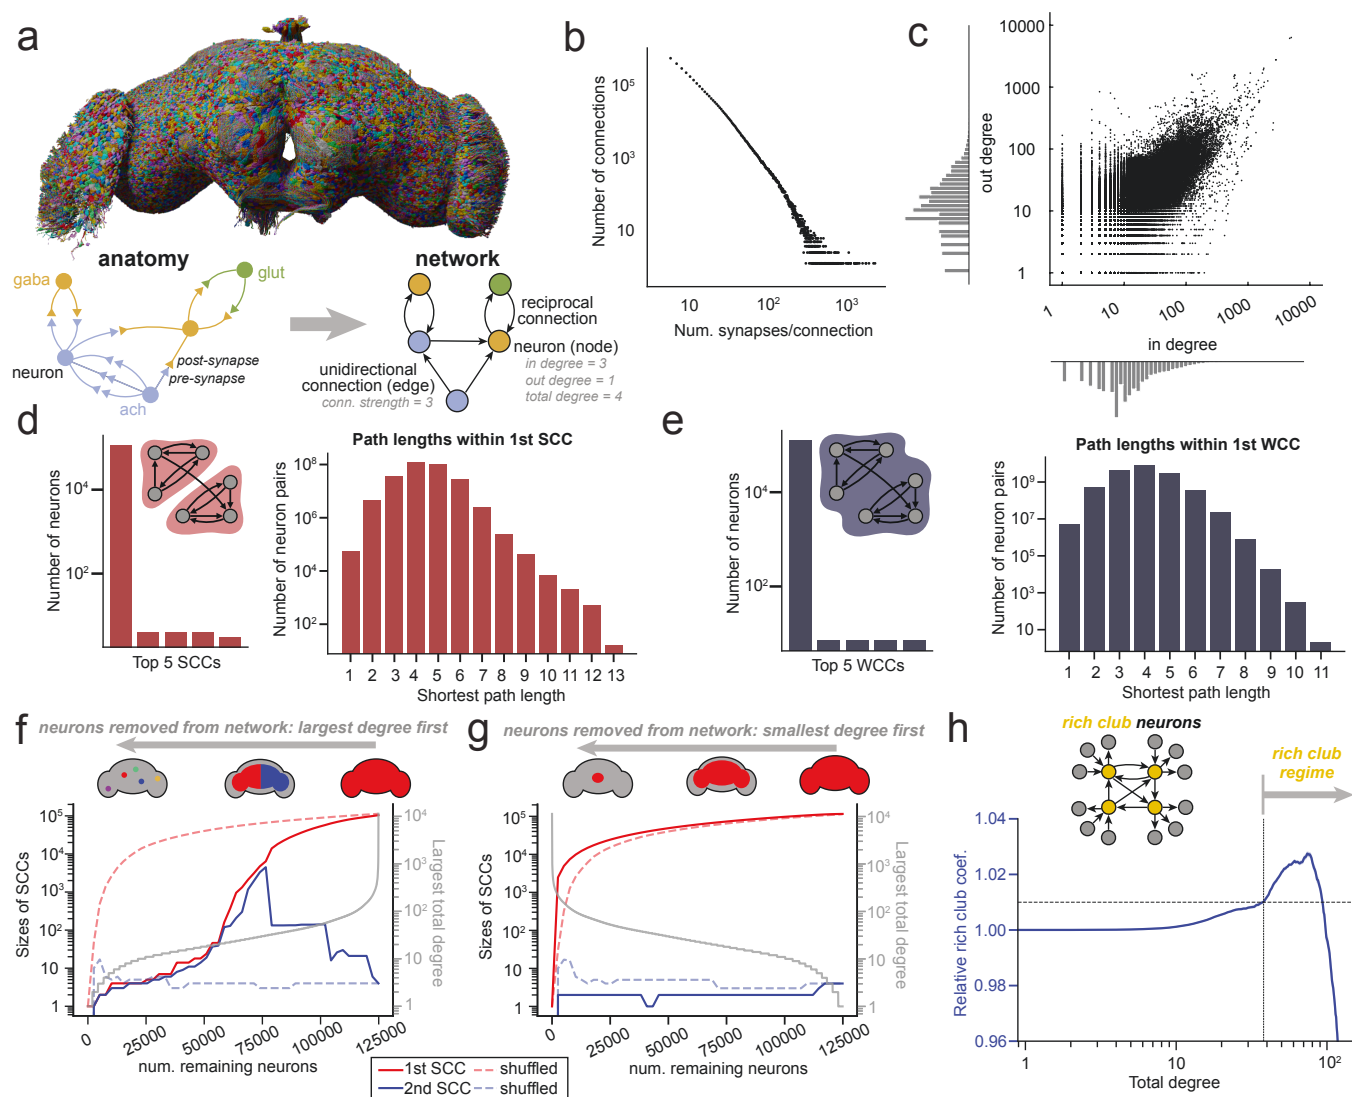 a
anatomy
network
gaba
glut
neuron
post-synapse
pre-synapse
ach
reciprocal
connection
neuron (node)
in degree = 3
out degree = 1
total degree = 4
unidirectional
connection (edge)
conn. strength = 3
b
Number of connections
10⁵
10³
10
10
10²
10³
Num. synapses/connection
c
out degree
10000
1000
100
10
1
1
10
100
1000
10000
in degree
d
Number of neurons
10⁴
10²
Top 5 SCCs
Path lengths within 1st SCC
Number of neuron pairs
10⁸
10⁶
10⁴
10²
1 2 3 4 5 6 7 8 9 10 11 12 13
Shortest path length
e
Number of neurons
10⁴
10²
Top 5 WCCs
Path lengths within 1st WCC
Number of neuron pairs
10⁹
10⁷
10⁵
10³
10
1 2 3 4 5 6 7 8 9 10 11
Shortest path length
f
neurons removed from network: largest degree first
Sizes of SCCs
10⁵
10⁴
10³
10²
10
1
10⁴
10³
10²
10
1
Largest total degree
0 25000 50000 75000 100000 125000
num. remaining neurons
g
neurons removed from network: smallest degree first
Sizes of SCCs
10⁵
10⁴
10³
10²
10
1
10⁴
10³
10²
10
1
Largest total degree
0 25000 50000 75000 100000 125000
num. remaining neurons
1st SCC shuffled
2nd SCC shuffled
h
rich club neurons
rich club
regime
Relative rich club coef.
1.04
1.02
1.00
0.98
0.96
1
10
10²
Total degree